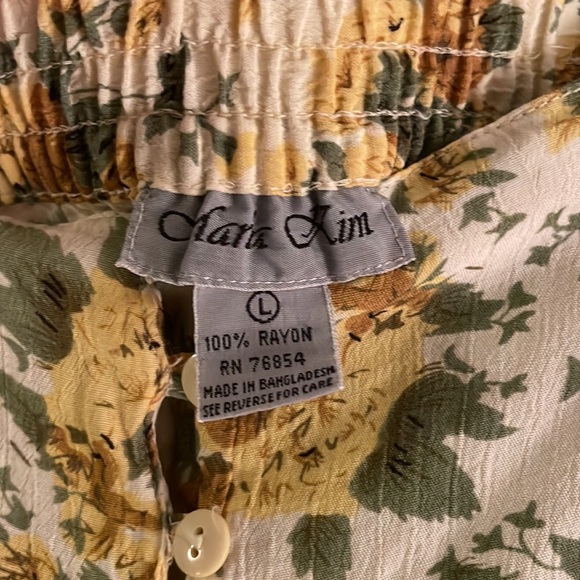 Maria Kim
L
100% RAYON
RN 76854
MADE IN BANGLADESH
SEE REVERSE FOR CARE